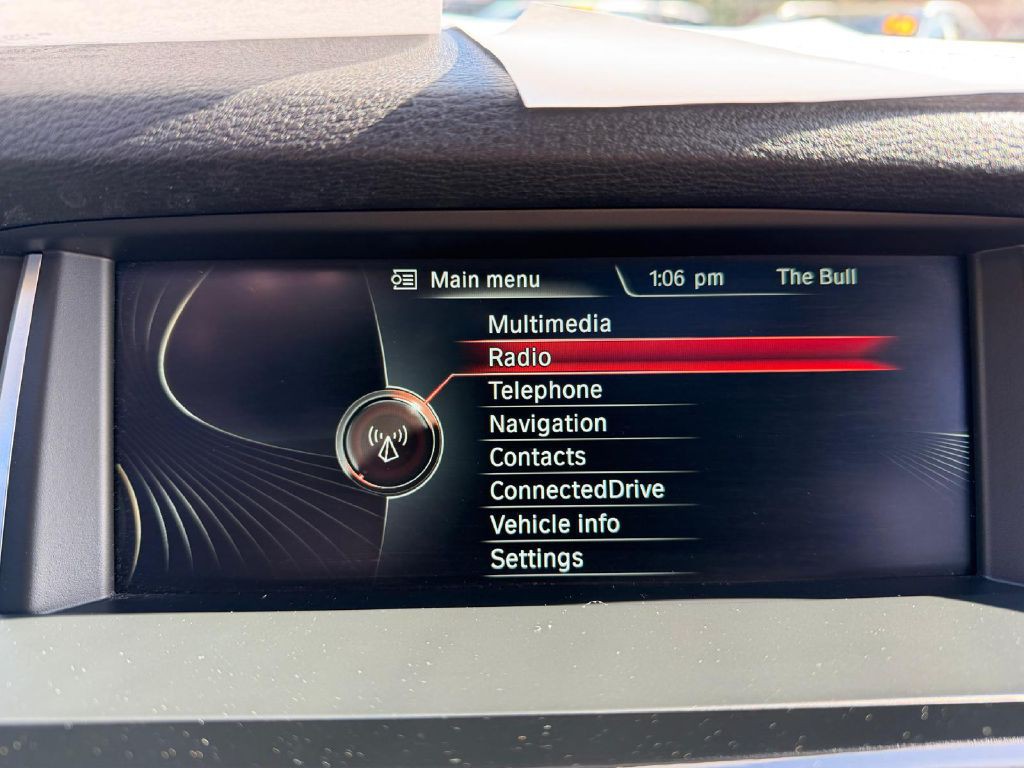 Main menu 1:06 pm The Bull
Multimedia
Radio
Telephone
Navigation
Contacts
ConnectedDrive
Vehicle info
Settings